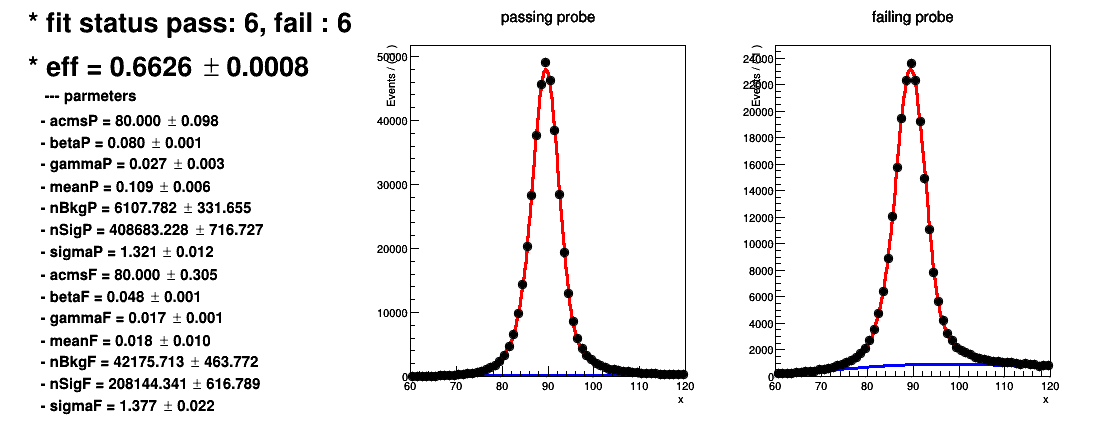 * fit status pass: 6, fail : 6
* eff = 0.6626 ± 0.0008
--- parmeters
- acmsP = 80.000 ± 0.098
- betaP = 0.080 ± 0.001
- gammaP = 0.027 ± 0.003
- meanP = 0.109 ± 0.006
- nBkgP = 6107.782 ± 331.655
- nSigP = 408683.228 ± 716.727
- sigmaP = 1.321 ± 0.012
- acmsF = 80.000 ± 0.305
- betaF = 0.048 ± 0.001
- gammaF = 0.017 ± 0.001
- meanF = 0.018 ± 0.010
- nBkgF = 42175.713 ± 463.772
- nSigF = 208144.341 ± 616.789
- sigmaF = 1.377 ± 0.022
passing probe
Events / ( )
50000
40000
30000
20000
10000
0
60 70 80 90 100 110 120
x
failing probe
Events / ( )
24000
22000
20000
18000
16000
14000
12000
10000
8000
6000
4000
2000
0
60 70 80 90 100 110 120
x